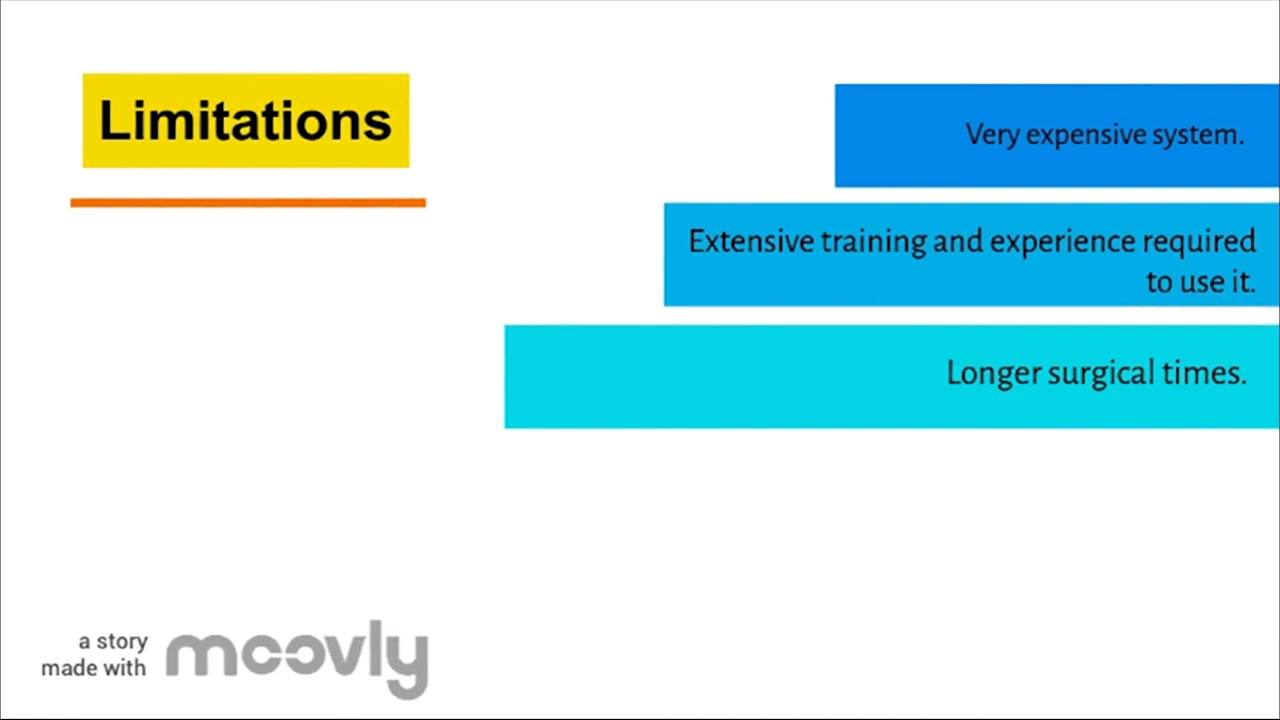 Limitations
Very expensive system.
Extensive training and experience required
to use it.
Longer surgical times.
a story
made with
moovly